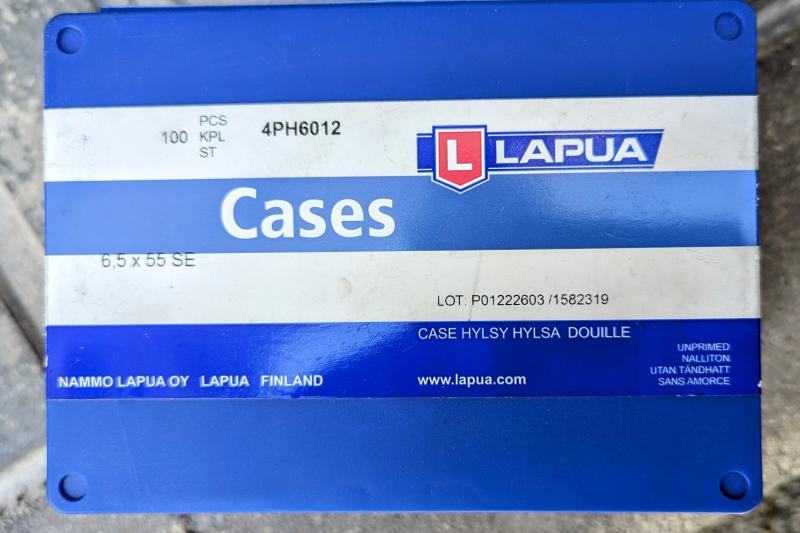 100 PCS KPL ST 4PH6012
L LAPUA
Cases
6,5 x 55 SE
LOT: P01222603 /1582319
CASE HYLSY HYLSA DOUILLE
UNPRIMED
NALLITON
UTAN TÄNDHATT
SANS AMORCE
NAMMO LAPUA OY LAPUA FINLAND
www.lapua.com